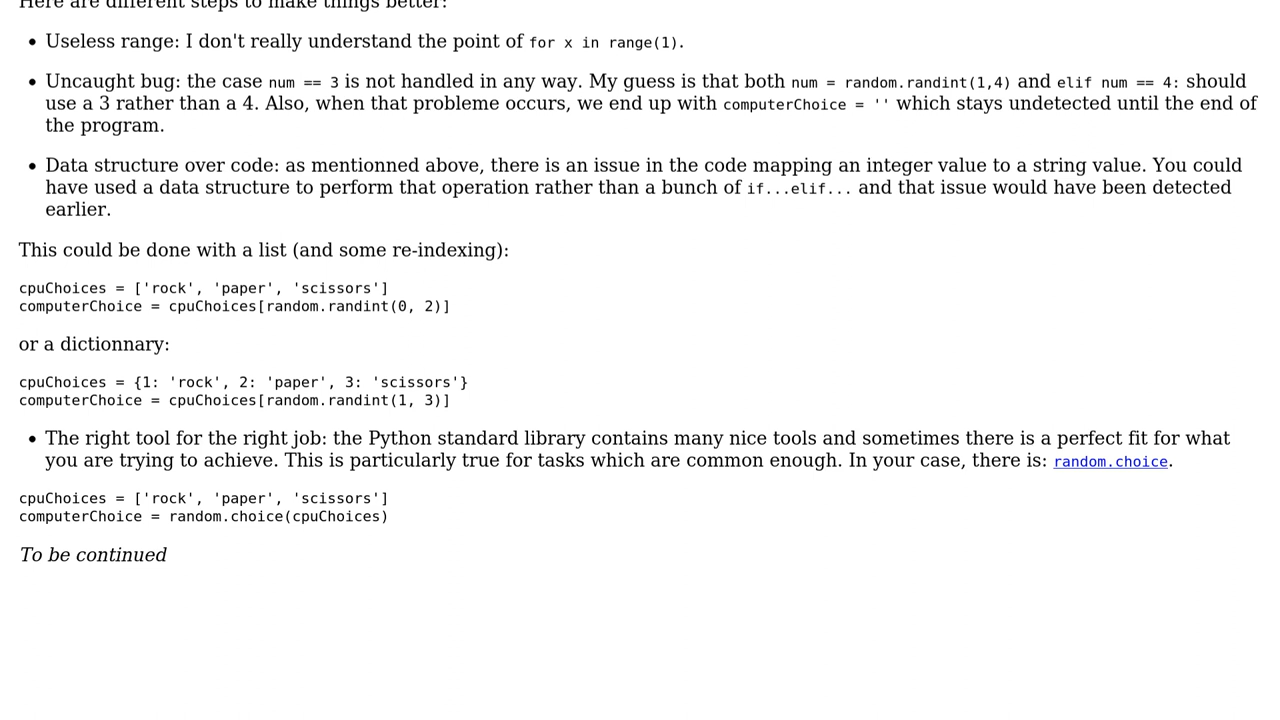 Here are different steps to make things better:
• Useless range: I don't really understand the point of for x in range(1).
• Uncaught bug: the case num == 3 is not handled in any way. My guess is that both num = random.randint(1,4) and elif num == 4: should
use a 3 rather than a 4. Also, when that probleme occurs, we end up with computerChoice = '' which stays undetected until the end of
the program.
• Data structure over code: as mentionned above, there is an issue in the code mapping an integer value to a string value. You could
have used a data structure to perform that operation rather than a bunch of if...elif... and that issue would have been detected
earlier.
This could be done with a list (and some re-indexing):
cpuChoices = ['rock', 'paper', 'scissors']
computerChoice = cpuChoices[random.randint(0, 2)]
or a dictionnary:
cpuChoices = {1: 'rock', 2: 'paper', 3: 'scissors'}
computerChoice = cpuChoices[random.randint(1, 3)]
• The right tool for the right job: the Python standard library contains many nice tools and sometimes there is a perfect fit for what
you are trying to achieve. This is particularly true for tasks which are common enough. In your case, there is: random.choice.
cpuChoices = ['rock', 'paper', 'scissors']
computerChoice = random.choice(cpuChoices)
To be continued